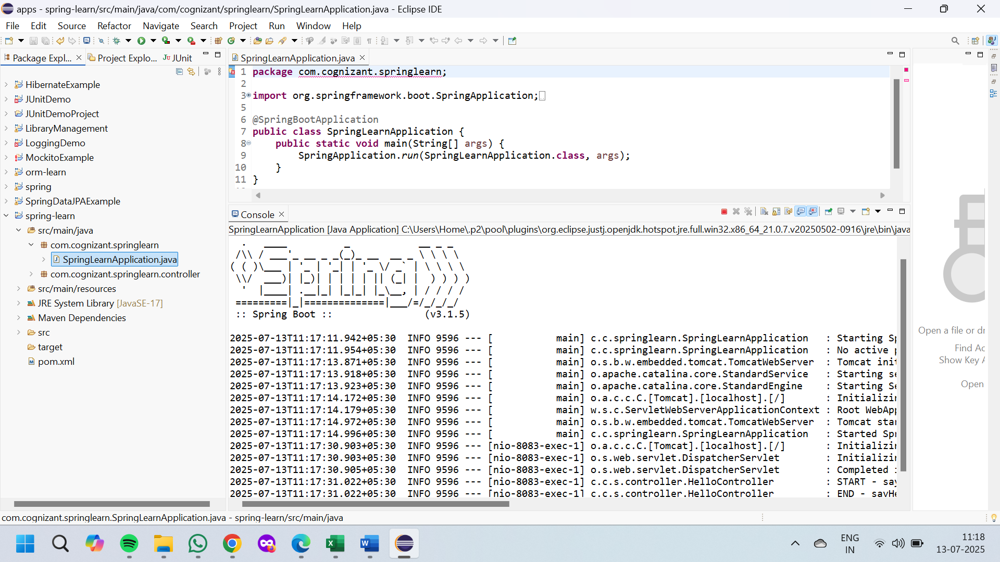 apps - spring-learn/src/main/java/com/cognizant/springlearn/SpringLearnApplication.java - Eclipse IDE
File Edit Source Refactor Navigate Search Project Run Window Help
Package Expl... Project Explo... JUnit
HibernateExample
JUnitDemo
JUnitDemoProject
LibraryManagement
LoggingDemo
MockitoExample
orm-learn
spring
SpringDataJPAExample
spring-learn
src/main/java
com.cognizant.springlearn
SpringLearnApplication.java
com.cognizant.springlearn.controller
src/main/resources
JRE System Library [JavaSE-17]
Maven Dependencies
src
target
pom.xml
SpringLearnApplication.java
1 package com.cognizant.springlearn;
2
3 import org.springframework.boot.SpringApplication;
5
6 @SpringBootApplication
7 public class SpringLearnApplication {
8 public static void main(String[] args) {
9 SpringApplication.run(SpringLearnApplication.class, args);
10 }
11 }
Console
SpringLearnApplication [Java Application] C:\Users\Home\.p2\pool\plugins\org.eclipse.justj.openjdk.hotspot.jre.full.win32.x86_64_21.0.7.v20250502-0916\jre\bin\java
  .   ____          _            __ _ _
 /\\ / ___'_ __ _ _(_)_ __  __ _ \ \ \ \
( ( )\___ | '_ | '_| | '_ \/ _` | \ \ \ \
 \\/  ___)| |_)| | | | | || (_| |  ) ) ) )
  '  |____| .__|_| |_|_| |_\__, | / / / /
 =========|_|==============|___/=/_/_/_/
:: Spring Boot :: (v3.1.5)
2025-07-13T11:17:11.942+05:30 INFO 9596 --- [ main] c.c.springlearn.SpringLearnApplication : Starting Sp
2025-07-13T11:17:11.954+05:30 INFO 9596 --- [ main] c.c.springlearn.SpringLearnApplication : No active p
2025-07-13T11:17:13.871+05:30 INFO 9596 --- [ main] o.s.b.w.embedded.tomcat.TomcatWebServer : Tomcat init
2025-07-13T11:17:13.918+05:30 INFO 9596 --- [ main] o.apache.catalina.core.StandardService : Starting se
2025-07-13T11:17:13.923+05:30 INFO 9596 --- [ main] o.apache.catalina.core.StandardEngine : Starting Se
2025-07-13T11:17:14.172+05:30 INFO 9596 --- [ main] o.a.c.c.C.[Tomcat].[localhost].[/] : Initializin
2025-07-13T11:17:14.179+05:30 INFO 9596 --- [ main] w.s.c.ServletWebServerApplicationContext : Root WebApp
2025-07-13T11:17:14.972+05:30 INFO 9596 --- [ main] o.s.b.w.embedded.tomcat.TomcatWebServer : Tomcat star
2025-07-13T11:17:14.996+05:30 INFO 9596 --- [ main] c.c.springlearn.SpringLearnApplication : Started Spr
2025-07-13T11:17:30.903+05:30 INFO 9596 --- [nio-8083-exec-1] o.a.c.c.C.[Tomcat].[localhost].[/] : Initializin
2025-07-13T11:17:30.903+05:30 INFO 9596 --- [nio-8083-exec-1] o.s.web.servlet.DispatcherServlet : Initializin
2025-07-13T11:17:30.905+05:30 INFO 9596 --- [nio-8083-exec-1] o.s.web.servlet.DispatcherServlet : Completed i
2025-07-13T11:17:31.022+05:30 INFO 9596 --- [nio-8083-exec-1] c.c.s.controller.HelloController : START - say
2025-07-13T11:17:31.022+05:30 INFO 9596 --- [nio-8083-exec-1] c.c.s.controller.HelloController : END - sayHe
Open a file or dr
Find Ac
Show Key A
Open
com.cognizant.springlearn.SpringLearnApplication.java - spring-learn/src/main/java
ENG
IN
11:18
13-07-2025